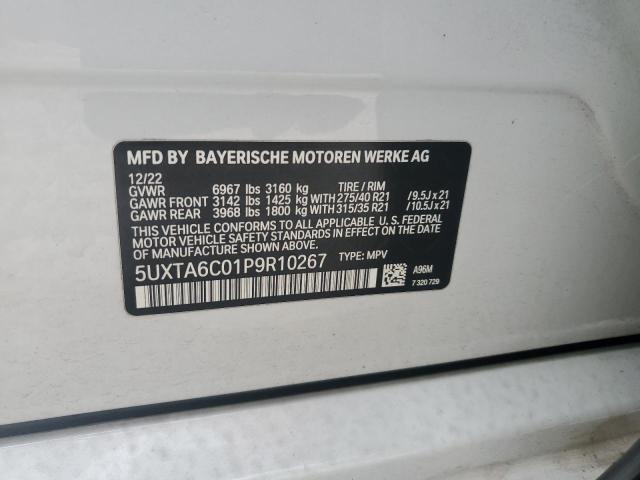 MFD BY BAYERISCHE MOTOREN WERKE AG
12/22
GVWR 6967 lbs 3160 kg TIRE / RIM
GAWR FRONT 3142 lbs 1425 kg WITH 275/40 R21 / 9.5J x 21
GAWR REAR 3968 lbs 1800 kg WITH 315/35 R21 / 10.5J x 21
THIS VEHICLE CONFORMS TO ALL APPLICABLE U.S. FEDERAL
MOTOR VEHICLE SAFETY STANDARDS IN EFFECT ON THE DATE
OF MANUFACTURE SHOWN ABOVE.
5UXTA6C01P9R10267 TYPE: MPV
A96M
7 320 729